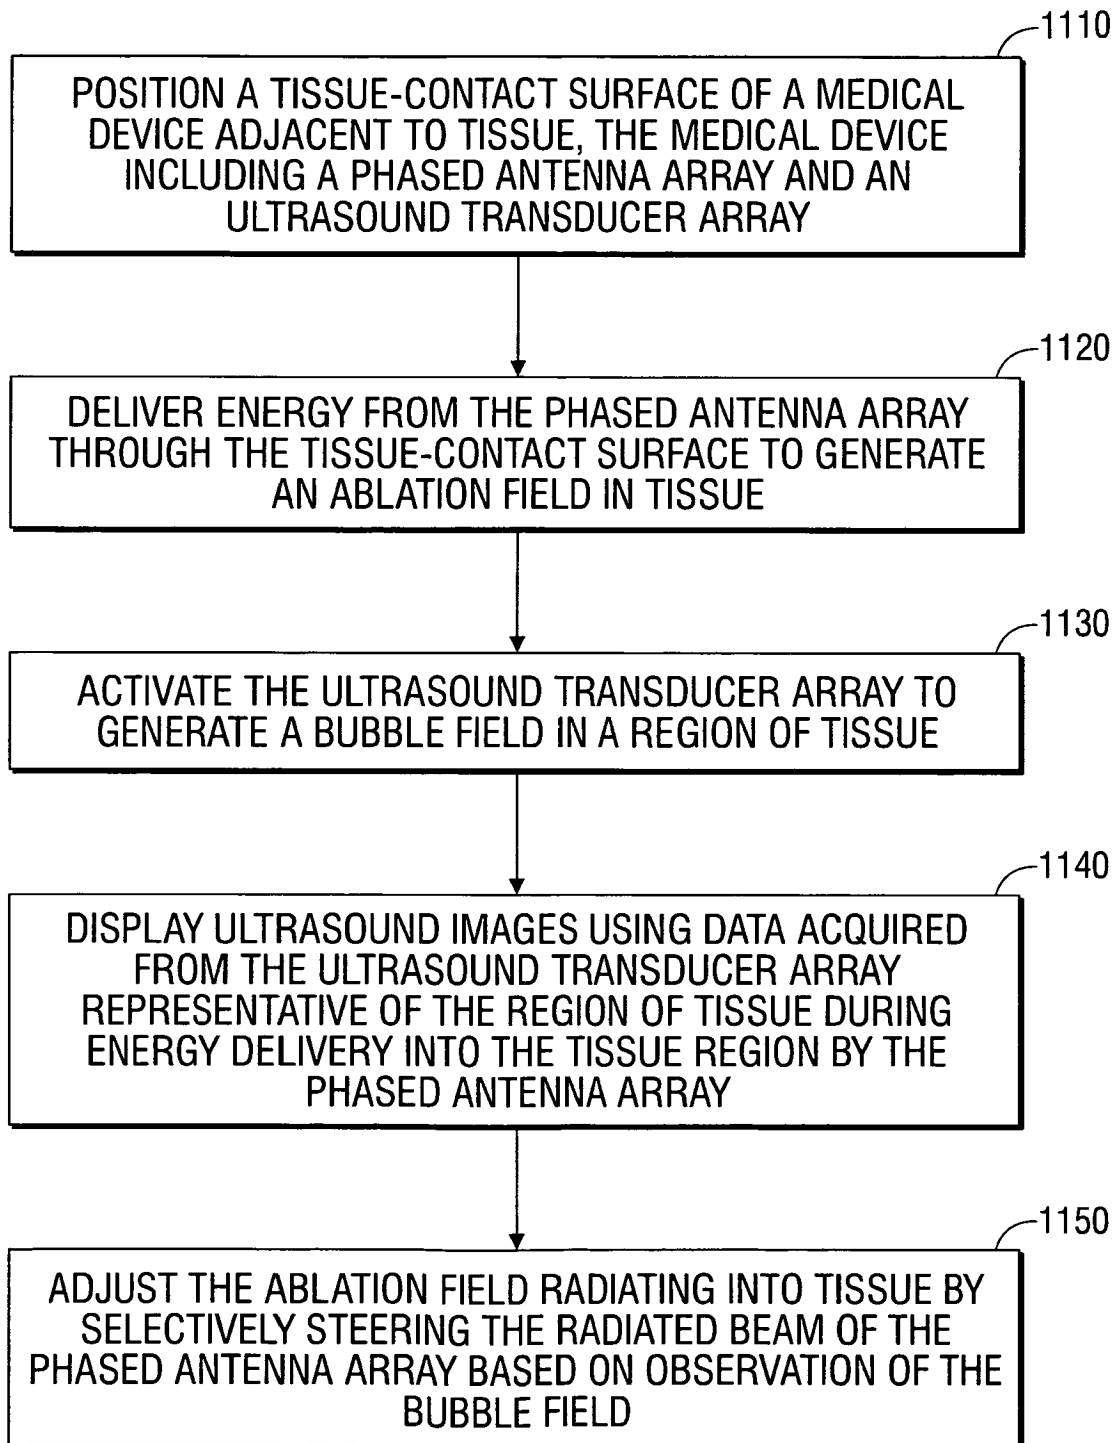 1110
POSITION A TISSUE-CONTACT SURFACE OF A MEDICAL
DEVICE ADJACENT TO TISSUE, THE MEDICAL DEVICE
INCLUDING A PHASED ANTENNA ARRAY AND AN
ULTRASOUND TRANSDUCER ARRAY
1120
DELIVER ENERGY FROM THE PHASED ANTENNA ARRAY
THROUGH THE TISSUE-CONTACT SURFACE TO GENERATE
AN ABLATION FIELD IN TISSUE
1130
ACTIVATE THE ULTRASOUND TRANSDUCER ARRAY TO
GENERATE A BUBBLE FIELD IN A REGION OF TISSUE
1140
DISPLAY ULTRASOUND IMAGES USING DATA ACQUIRED
FROM THE ULTRASOUND TRANSDUCER ARRAY
REPRESENTATIVE OF THE REGION OF TISSUE DURING
ENERGY DELIVERY INTO THE TISSUE REGION BY THE
PHASED ANTENNA ARRAY
1150
ADJUST THE ABLATION FIELD RADIATING INTO TISSUE BY
SELECTIVELY STEERING THE RADIATED BEAM OF THE
PHASED ANTENNA ARRAY BASED ON OBSERVATION OF THE
BUBBLE FIELD